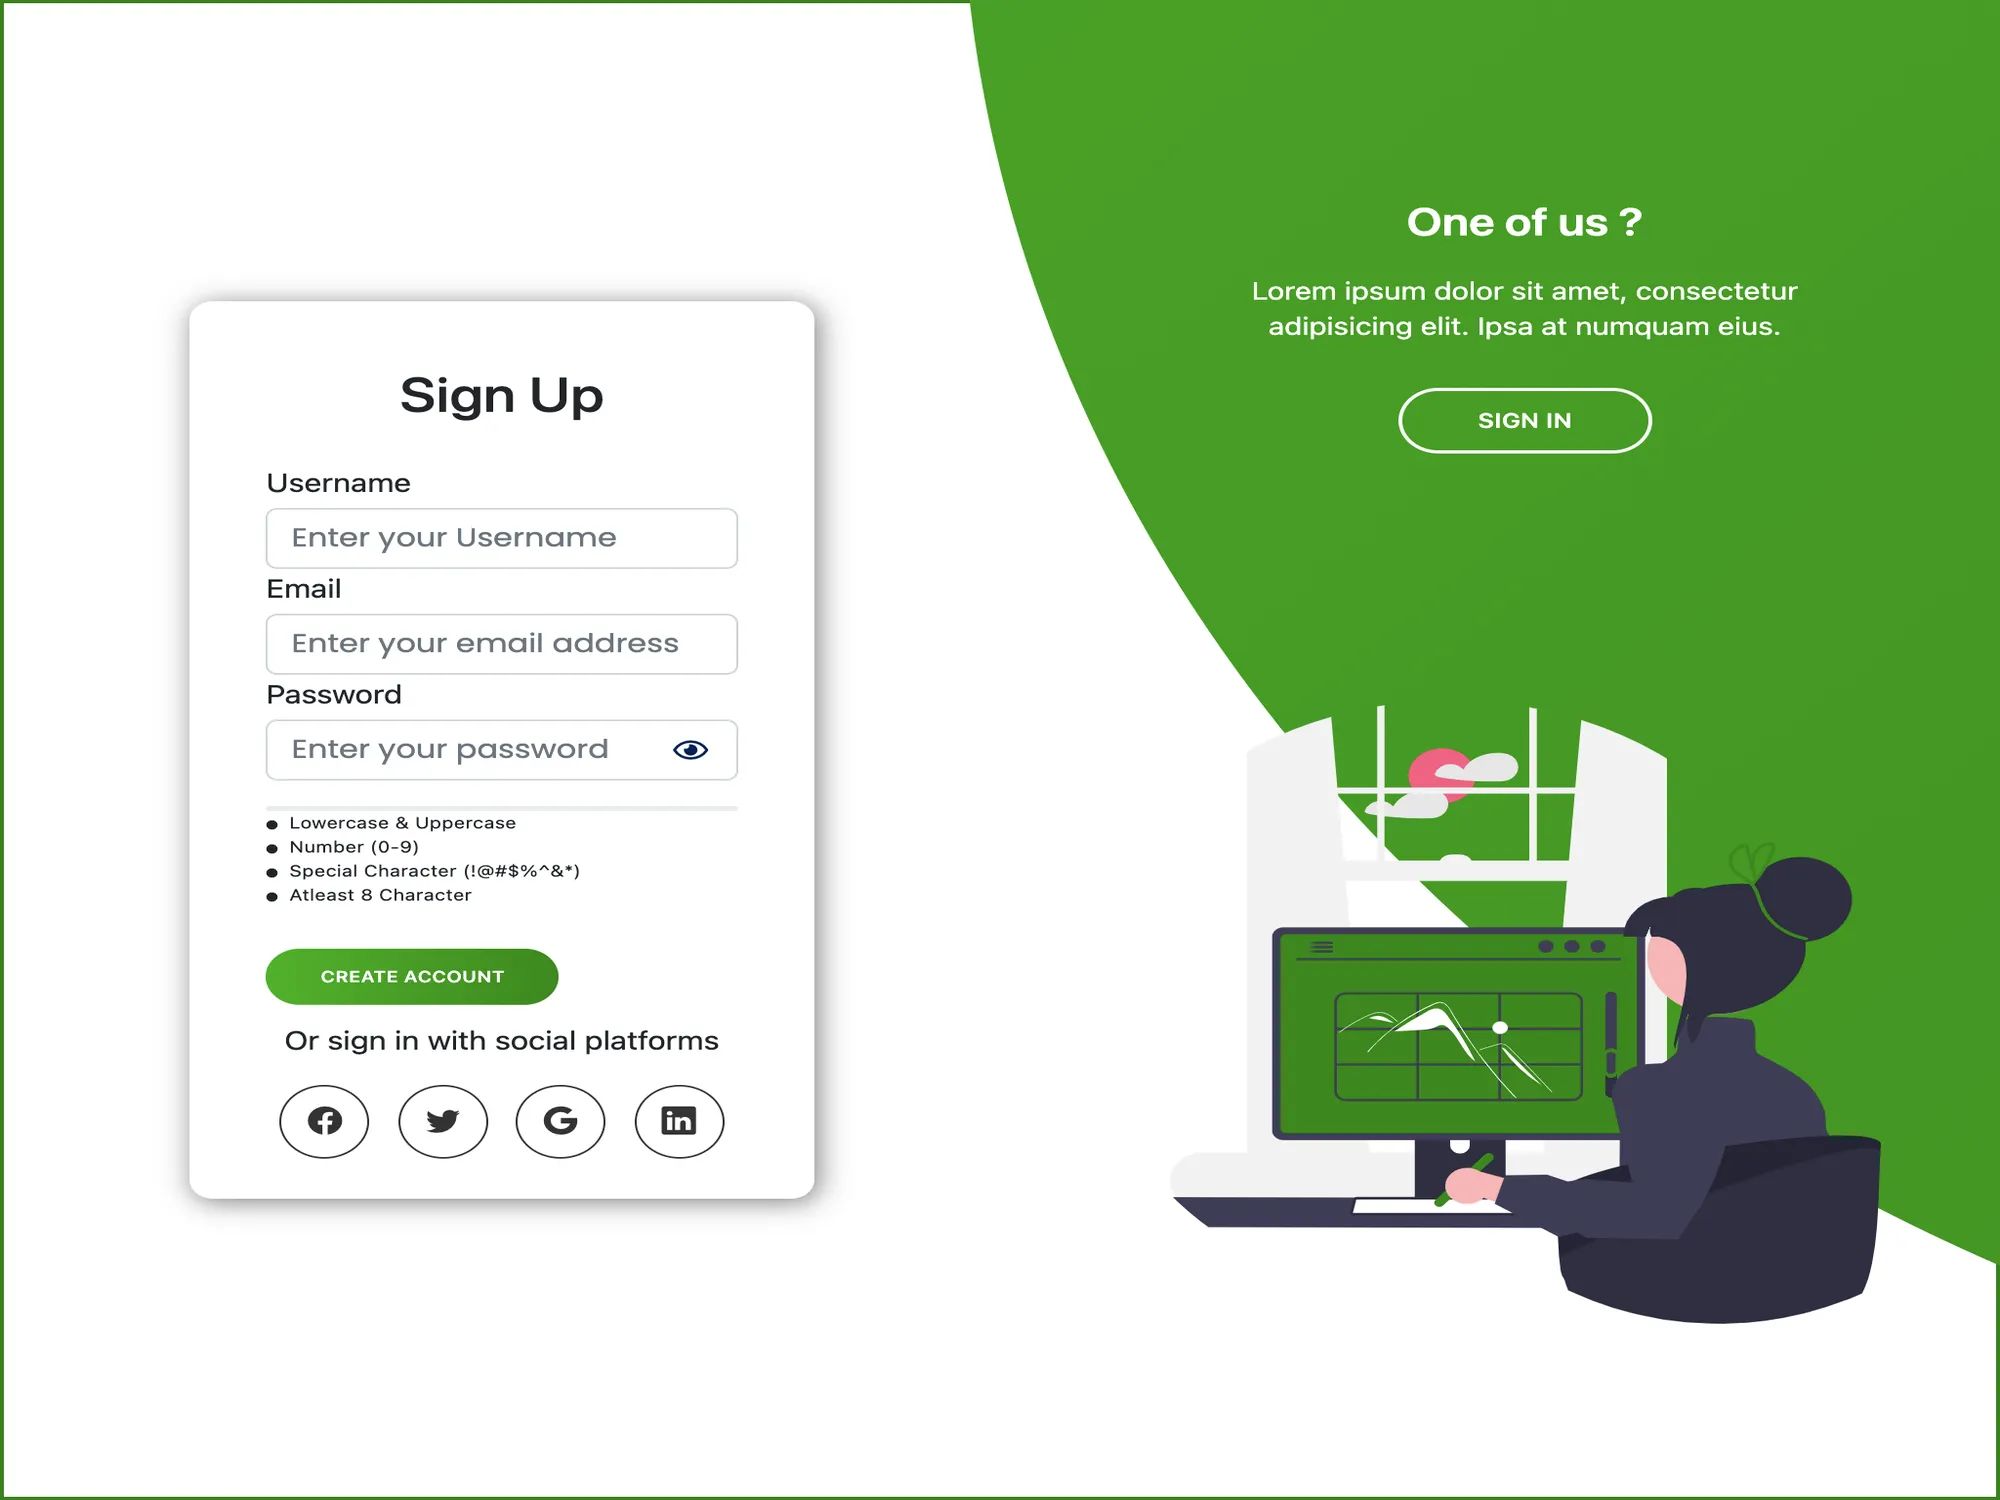 Sign Up
Username
Enter your Username
Email
Enter your email address
Password
Enter your password
Lowercase & Uppercase
Number (0-9)
Special Character (!@#$%^&*)
Atleast 8 Character
CREATE ACCOUNT
Or sign in with social platforms
One of us ?
Lorem ipsum dolor sit amet, consectetur
adipisicing elit. Ipsa at numquam eius.
SIGN IN